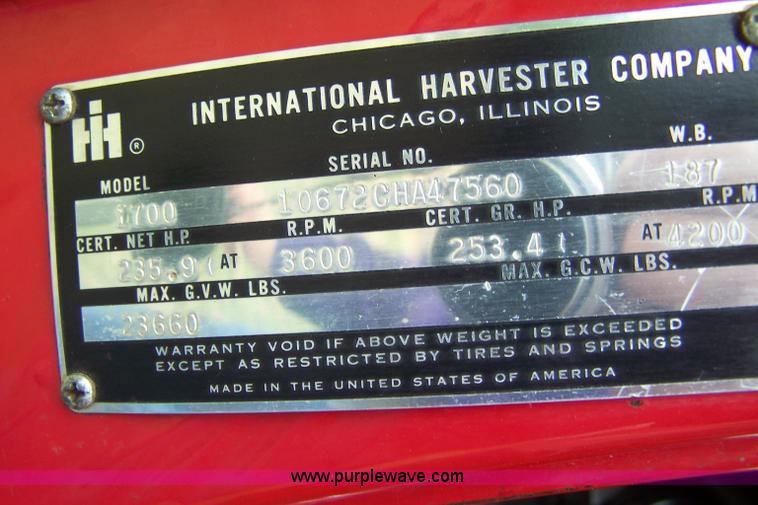 IH ®
INTERNATIONAL HARVESTER COMPANY
CHICAGO, ILLINOIS
MODEL SERIAL NO. W.B.
1700 10672CHA47560 187
CERT. NET H.P. R.P.M. CERT. GR. H.P. R.P.M
235.9 AT 3600 253.4 AT 4200
MAX. G.V.W. LBS. MAX. G.C.W. LBS.
23660
WARRANTY VOID IF ABOVE WEIGHT IS EXCEEDED
EXCEPT AS RESTRICTED BY TIRES AND SPRINGS
MADE IN THE UNITED STATES OF AMERICA
www.purplewave.com